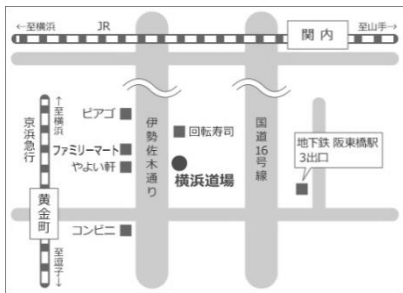 ←至横浜
JR
関内
至山手→
←至横浜
京浜急行
黄金町
至逗子→
ピアゴ
ファミリーマート
やよい軒
コンビニ
伊勢佐木通り
回転寿司
横浜道場
国道16号線
地下鉄 阪東橋駅
3出口